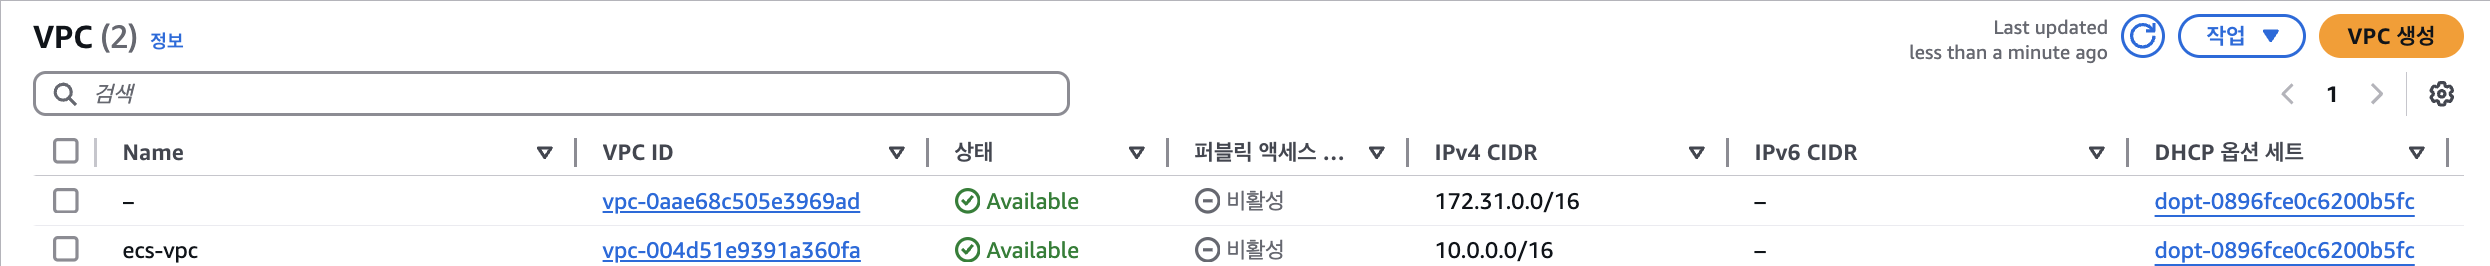 VPC (2) 정보
Last updated
less than a minute ago
작업
VPC 생성
검색
1
Name VPC ID 상태 퍼블릭 액세스 ... IPv4 CIDR IPv6 CIDR DHCP 옵션 세트
– vpc-0aae68c505e3969ad Available 비활성 172.31.0.0/16 – dopt-0896fce0c6200b5fc
ecs-vpc vpc-004d51e9391a360fa Available 비활성 10.0.0.0/16 – dopt-0896fce0c6200b5fc